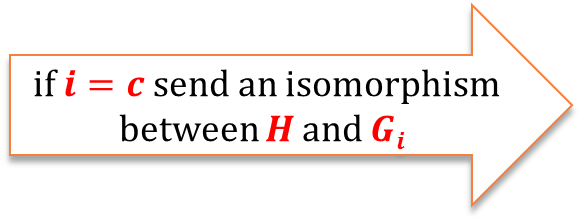 if i = c send an isomorphism
between H and Gᵢ